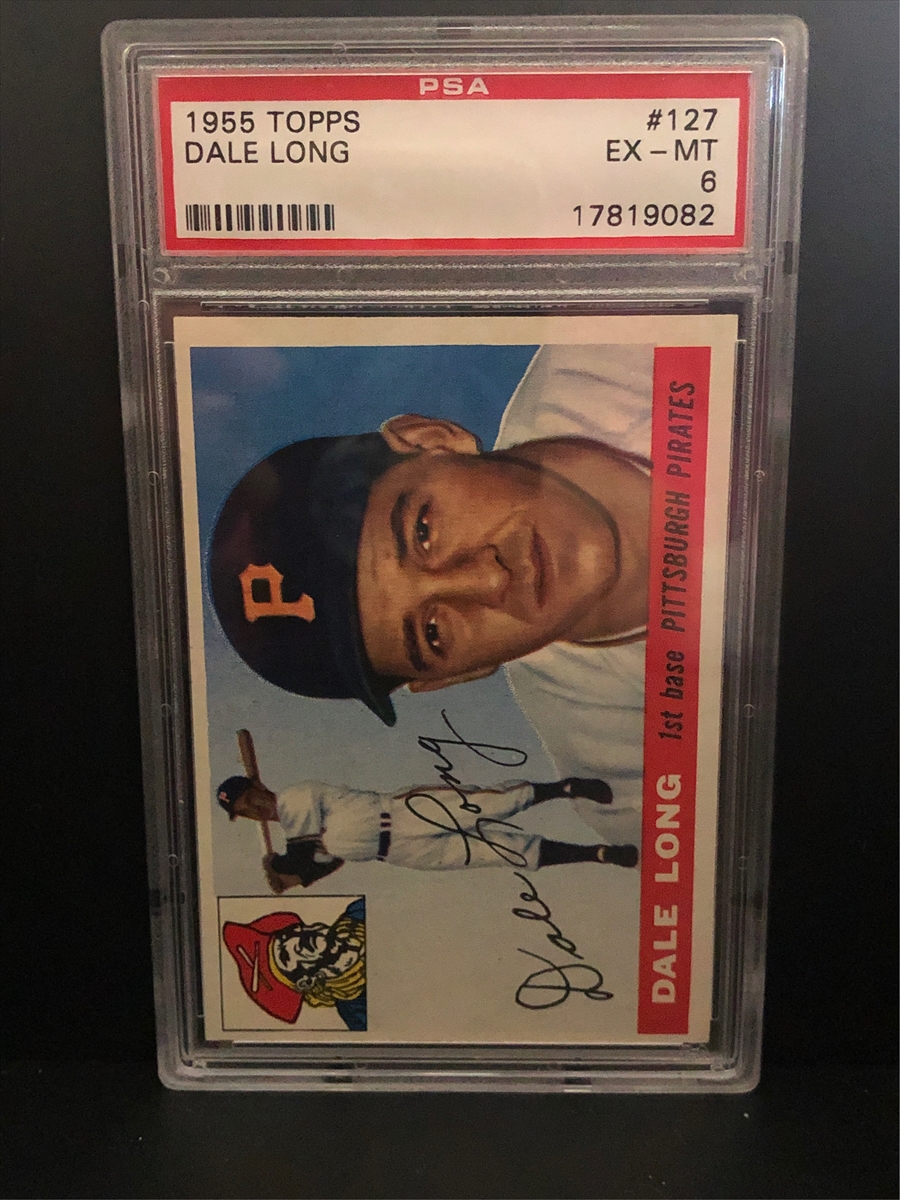 PSA
1955 TOPPS #127
DALE LONG EX - MT
6
17819082
P
Dale Long
DALE LONG 1st base PITTSBURGH PIRATES